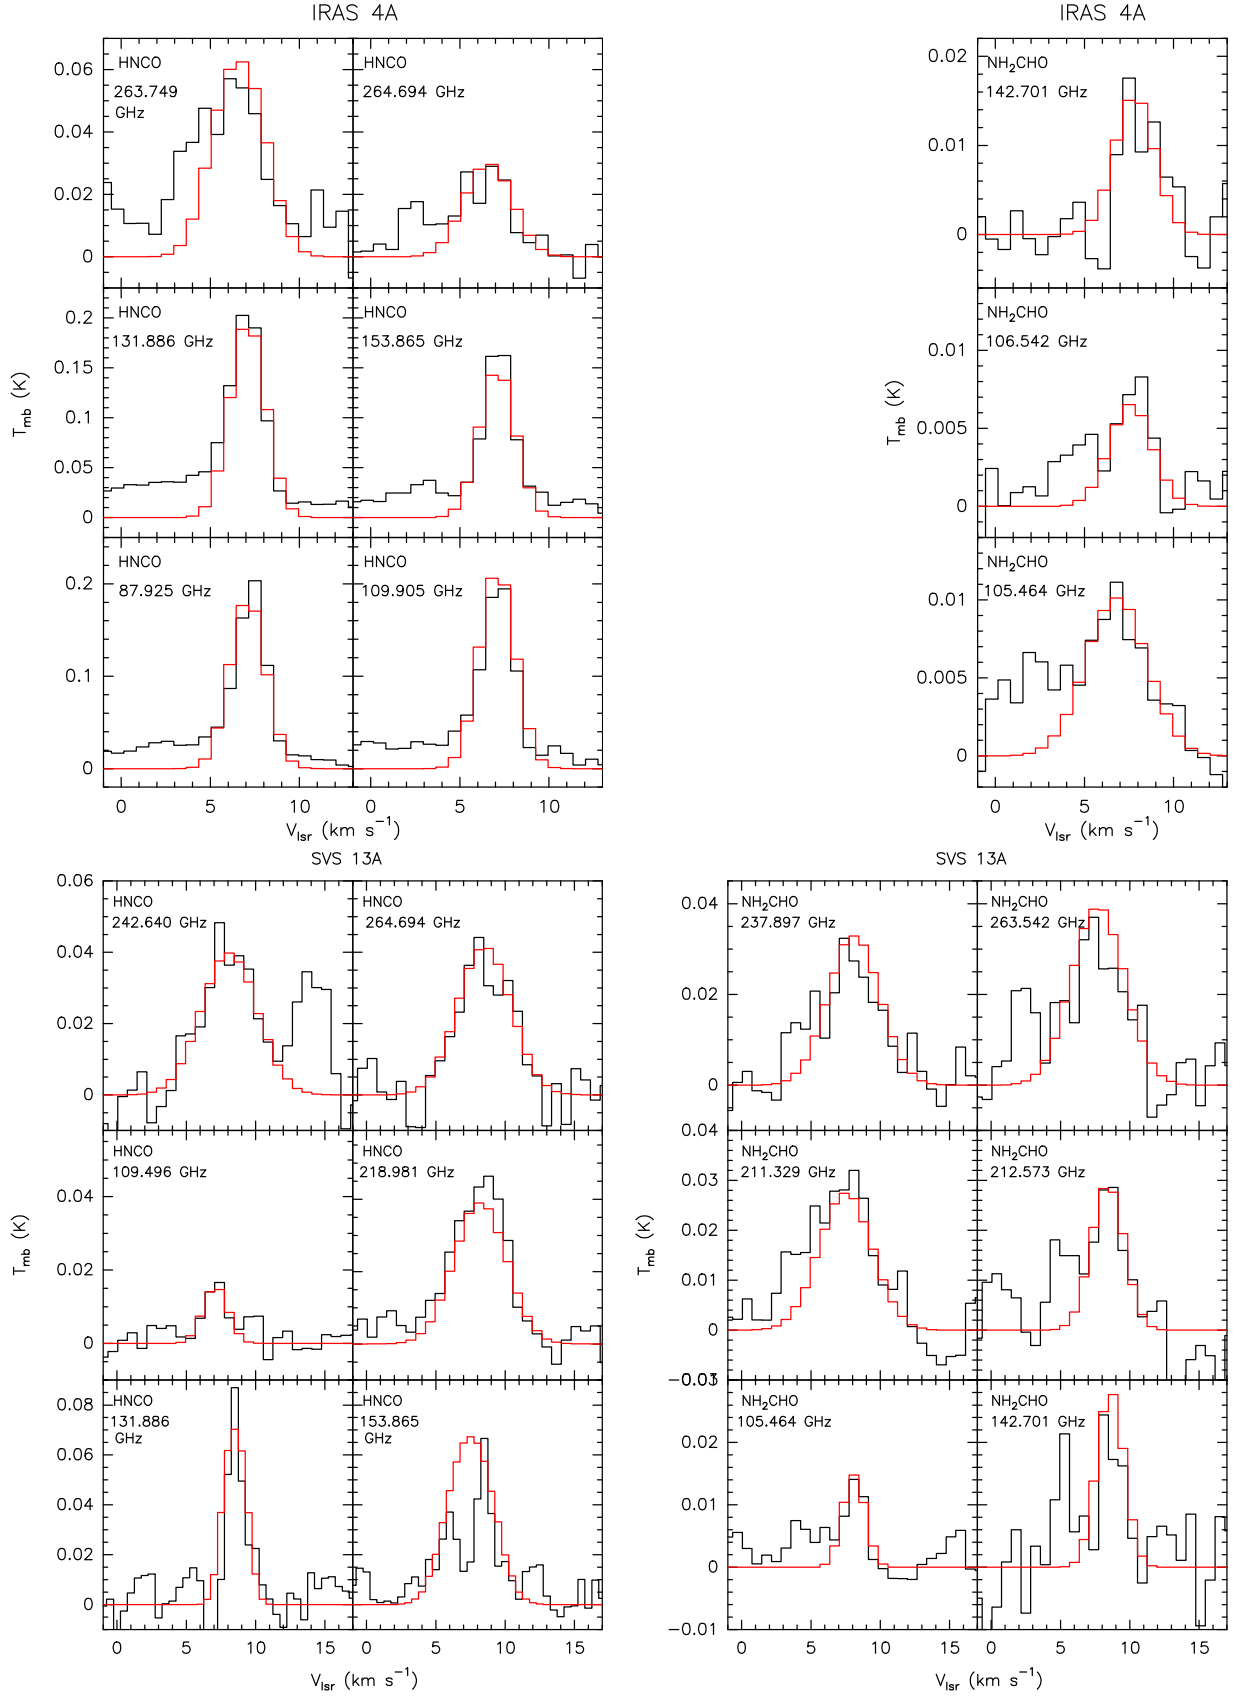 IRAS 4A
HNCO
263.749
GHz
HNCO
264.694 GHz
0.06
0.04
0.02
0
HNCO
131.886 GHz
HNCO
153.865 GHz
0.2
0.15
0.1
0.05
0
T_mb (K)
HNCO
87.925 GHz
HNCO
109.905 GHz
0.2
0.1
0
0 5 10 0 5 10
V_lsr (km s⁻¹)
IRAS 4A
NH₂CHO
142.701 GHz
0.02
0.01
0
NH₂CHO
106.542 GHz
0.01
0.005
0
T_mb (K)
NH₂CHO
105.464 GHz
0.01
0.005
0
0 5 10
V_lsr (km s⁻¹)
SVS 13A
HNCO
242.640 GHz
HNCO
264.694 GHz
0.06
0.04
0.02
0
HNCO
109.496 GHz
HNCO
218.981 GHz
0.04
0.02
0
T_mb (K)
HNCO
131.886
GHz
HNCO
153.865
GHz
0.08
0.06
0.04
0.02
0
0 5 10 15 0 5 10 15
V_lsr (km s⁻¹)
SVS 13A
NH₂CHO
237.897 GHz
NH₂CHO
263.542 GHz
0.04
0.02
0
NH₂CHO
211.329 GHz
NH₂CHO
212.573 GHz
0.04
0.03
0.02
0.01
0
T_mb (K)
NH₂CHO
105.464 GHz
NH₂CHO
142.701 GHz
0.02
0.01
0
−0.01
0 5 10 15 0 5 10 15
V_lsr (km s⁻¹)